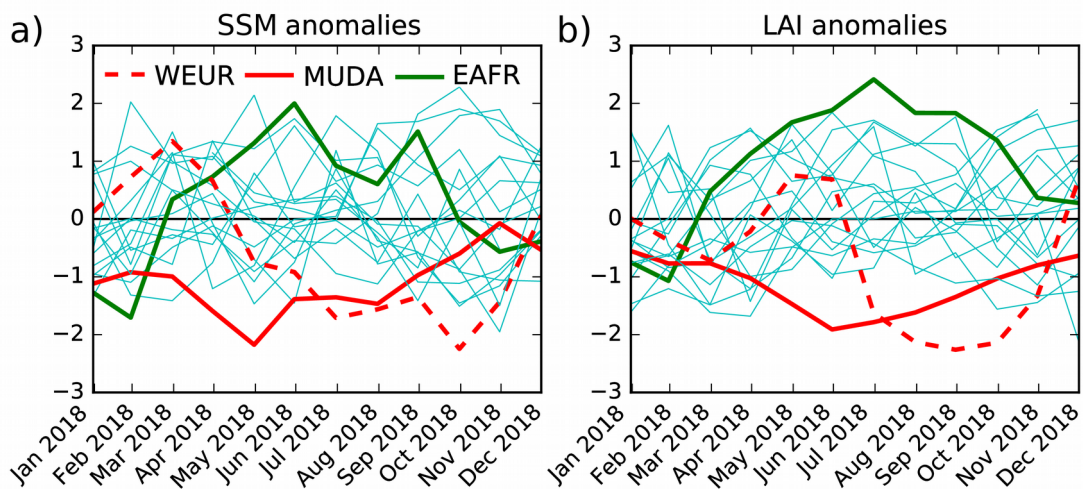 a) SSM anomalies
3
2
1
0
−1
−2
−3
WEUR MUDA EAFR
Jan 2018
Feb 2018
Mar 2018
Apr 2018
May 2018
Jun 2018
Jul 2018
Aug 2018
Sep 2018
Oct 2018
Nov 2018
Dec 2018
b) LAI anomalies
3
2
1
0
−1
−2
−3
Jan 2018
Feb 2018
Mar 2018
Apr 2018
May 2018
Jun 2018
Jul 2018
Aug 2018
Sep 2018
Oct 2018
Nov 2018
Dec 2018